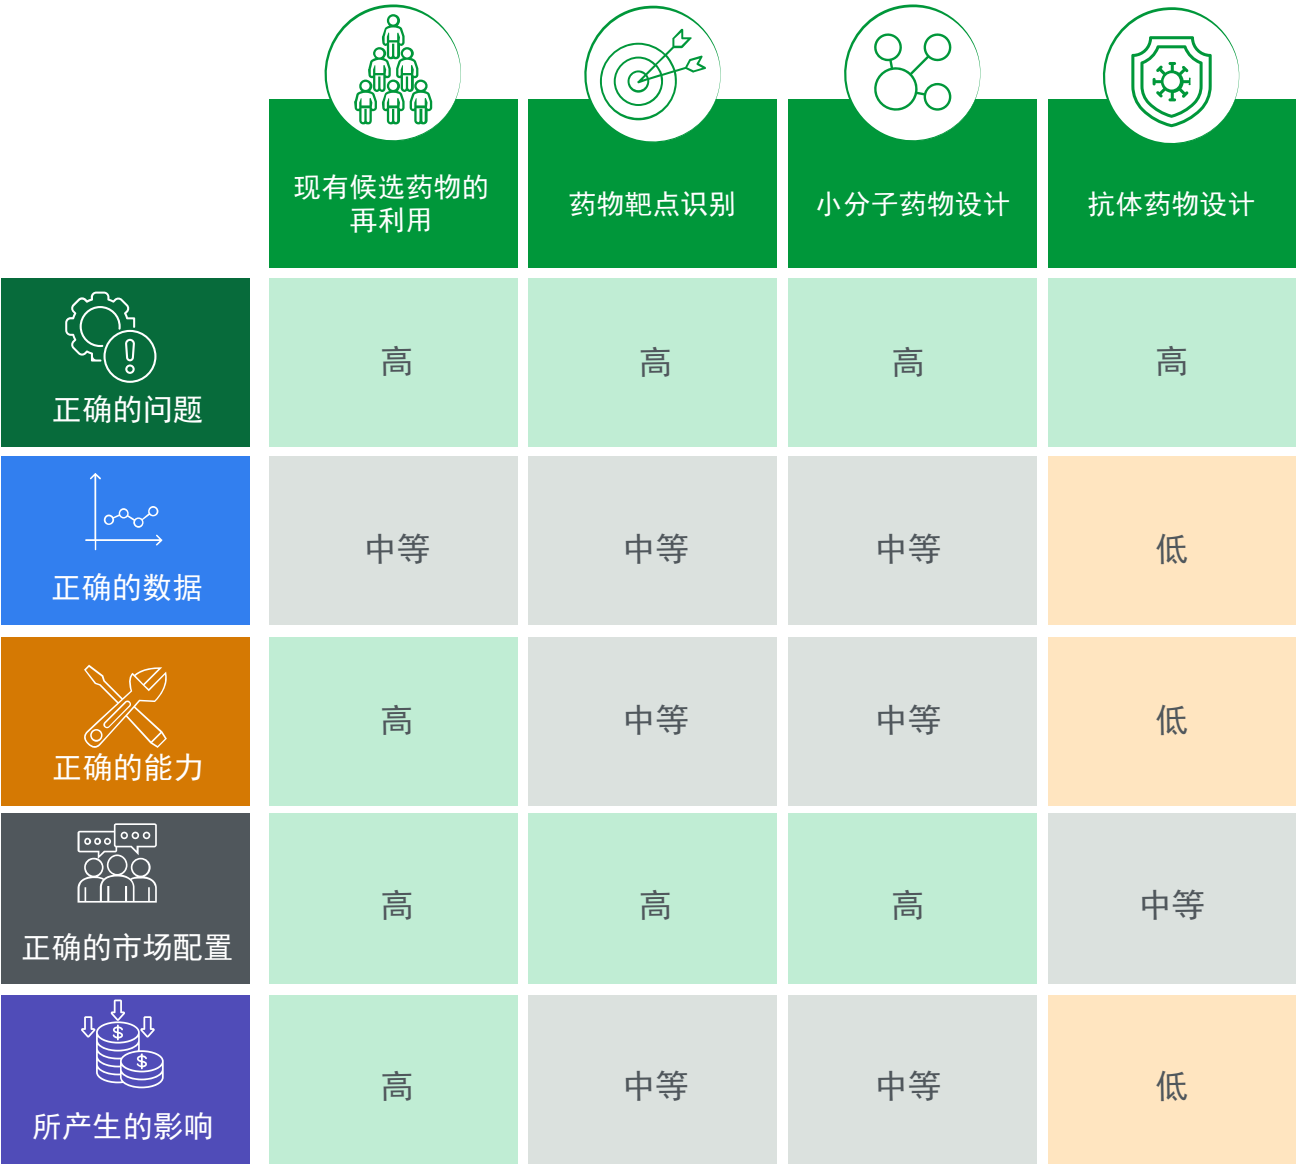 现有候选药物的
再利用
药物靶点识别
小分子药物设计
抗体药物设计
正确的问题
高
高
高
高
正确的数据
中等
中等
中等
低
正确的能力
高
中等
中等
低
正确的市场配置
高
高
高
中等
$
$
所产生的影响
高
中等
中等
低